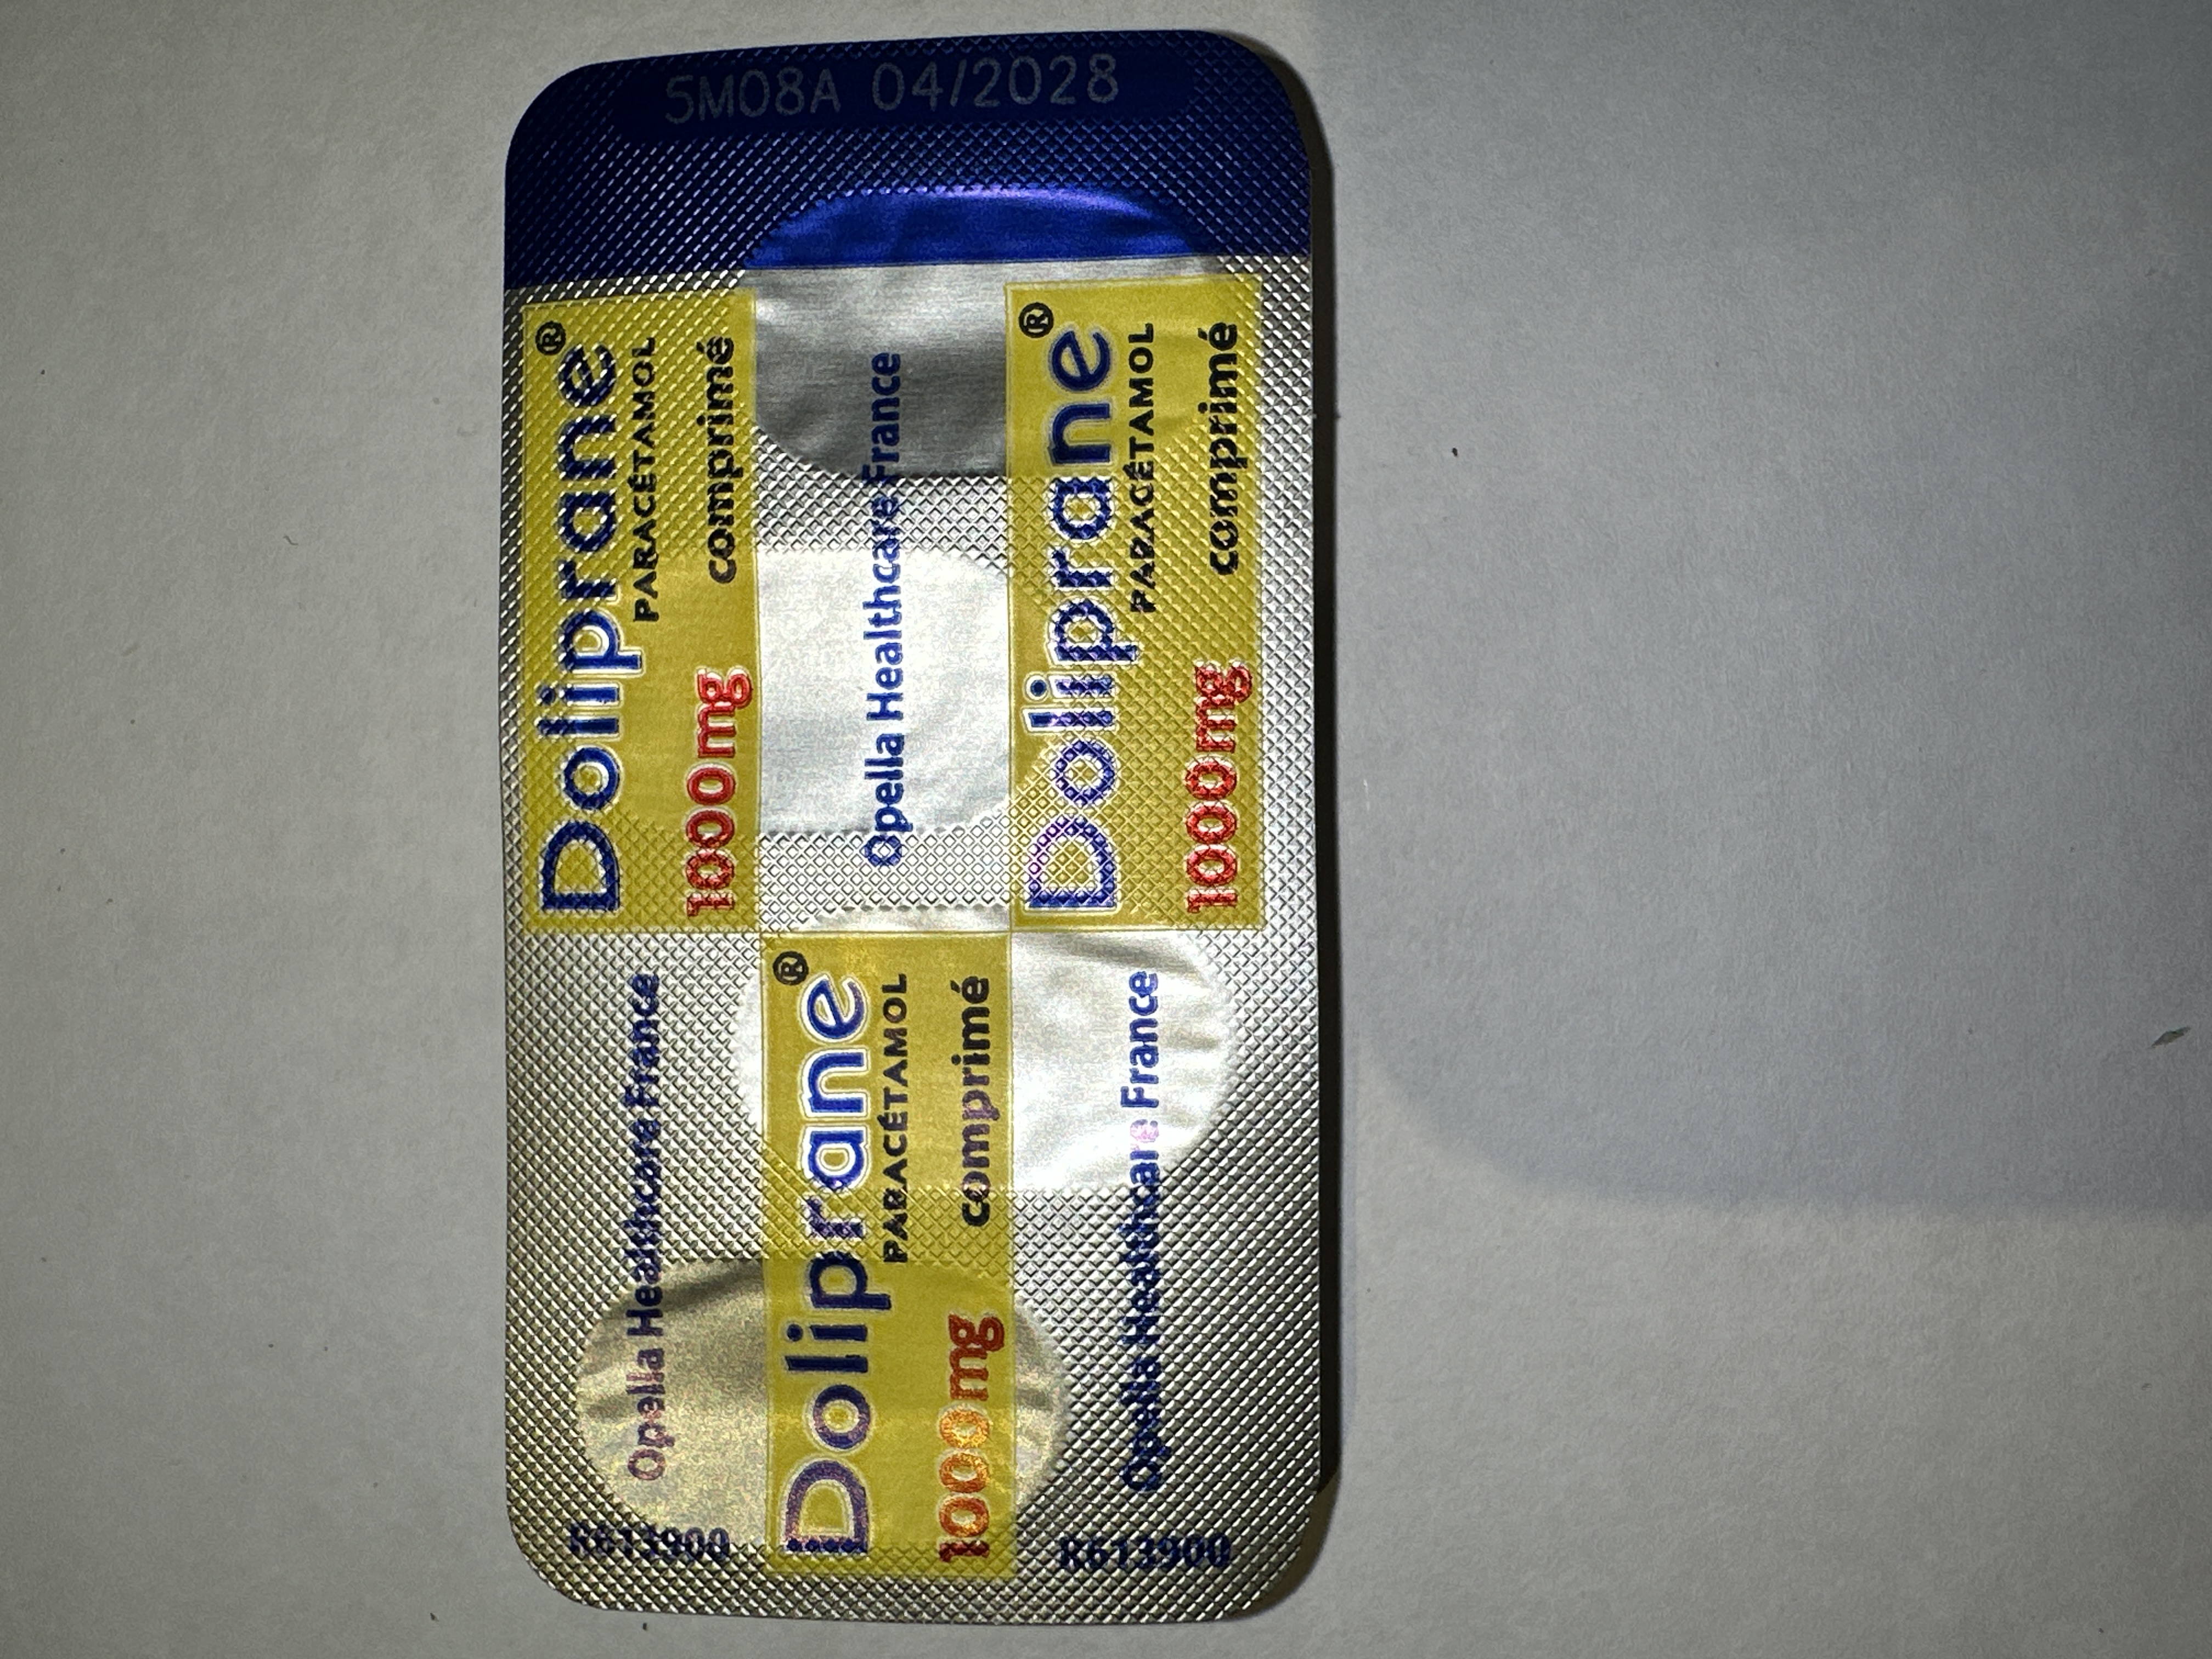 5M08A 04/2028
Doliprane®
PARACÉTAMOL
1000mg comprimé
Opella Healthcare France
Doliprane®
PARACÉTAMOL
1000mg comprimé
Opella Healthcare France
Doliprane®
PARACÉTAMOL
1000mg comprimé
Opella Healthcare France
R613900
R613900